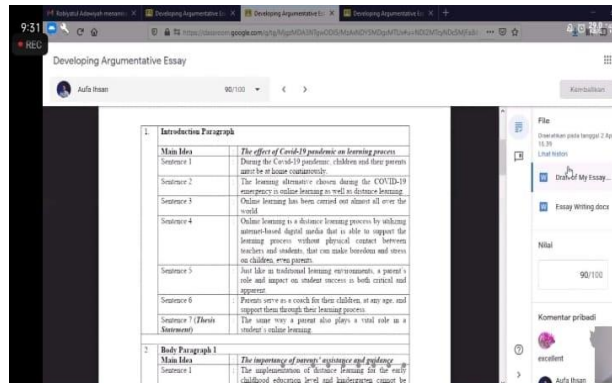 9:31
REC
Developing Argumentative Essay
Aufa Ihsan
90/100
Kembalikan
1. Introduction Paragraph
Main Idea : The effect of Covid-19 pandemic on learning process
Sentence 1 : During the Covid-19 pandemic, children and their parents
must be at home continuously.
Sentence 2 : The learning alternative chosen during the COVID-19
emergency is online learning as well as distance learning.
Sentence 3 : Online learning has been carried out almost all over the
world.
Sentence 4 : Online learning is a distance learning process by utilizing
internet-based digital media that is able to support the
learning process without physical contact between
teachers and students, that can make boredom and stress
on children, even parents.
Sentence 5 : Just like in traditional learning environments, a parent's
role and impact on student success is both critical and
apparent.
Sentence 6 : Parents serve as a coach for their children, at any age, and
support them through their learning process.
Sentence 7 (Thesis : The same way a parent also plays a vital role in a
Statement) student's online learning.
2. Body Paragraph 1
Main Idea : The importance of parents' assistance and guidance
Sentence 1 : The implementation of distance learning for the early
childhood education level and kindergarten cannot be
File
Diserahkan pada tanggal 2 Ap
Lihat histori
Draft of My Essay...
Essay Writing docx
Nilai
90/100
Komentar pribadi
excellent
Aufa Ihsan